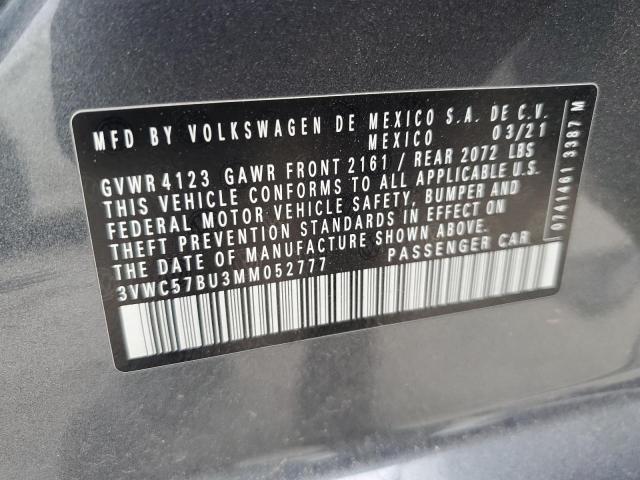 MFD BY VOLKSWAGEN DE MEXICO S.A. DE C.V.
MEXICO 03/21
GVWR 4123 GAWR FRONT 2161 / REAR 2072 LBS
THIS VEHICLE CONFORMS TO ALL APPLICABLE
FEDERAL MOTOR VEHICLE SAFETY, BUMPER AND
THEFT PREVENTION STANDARDS IN EFFECT ON
THE DATE OF MANUFACTURE SHOWN ABOVE.
3VWC57BU3MM052777 PASSENGER CAR
0741461 3387 M